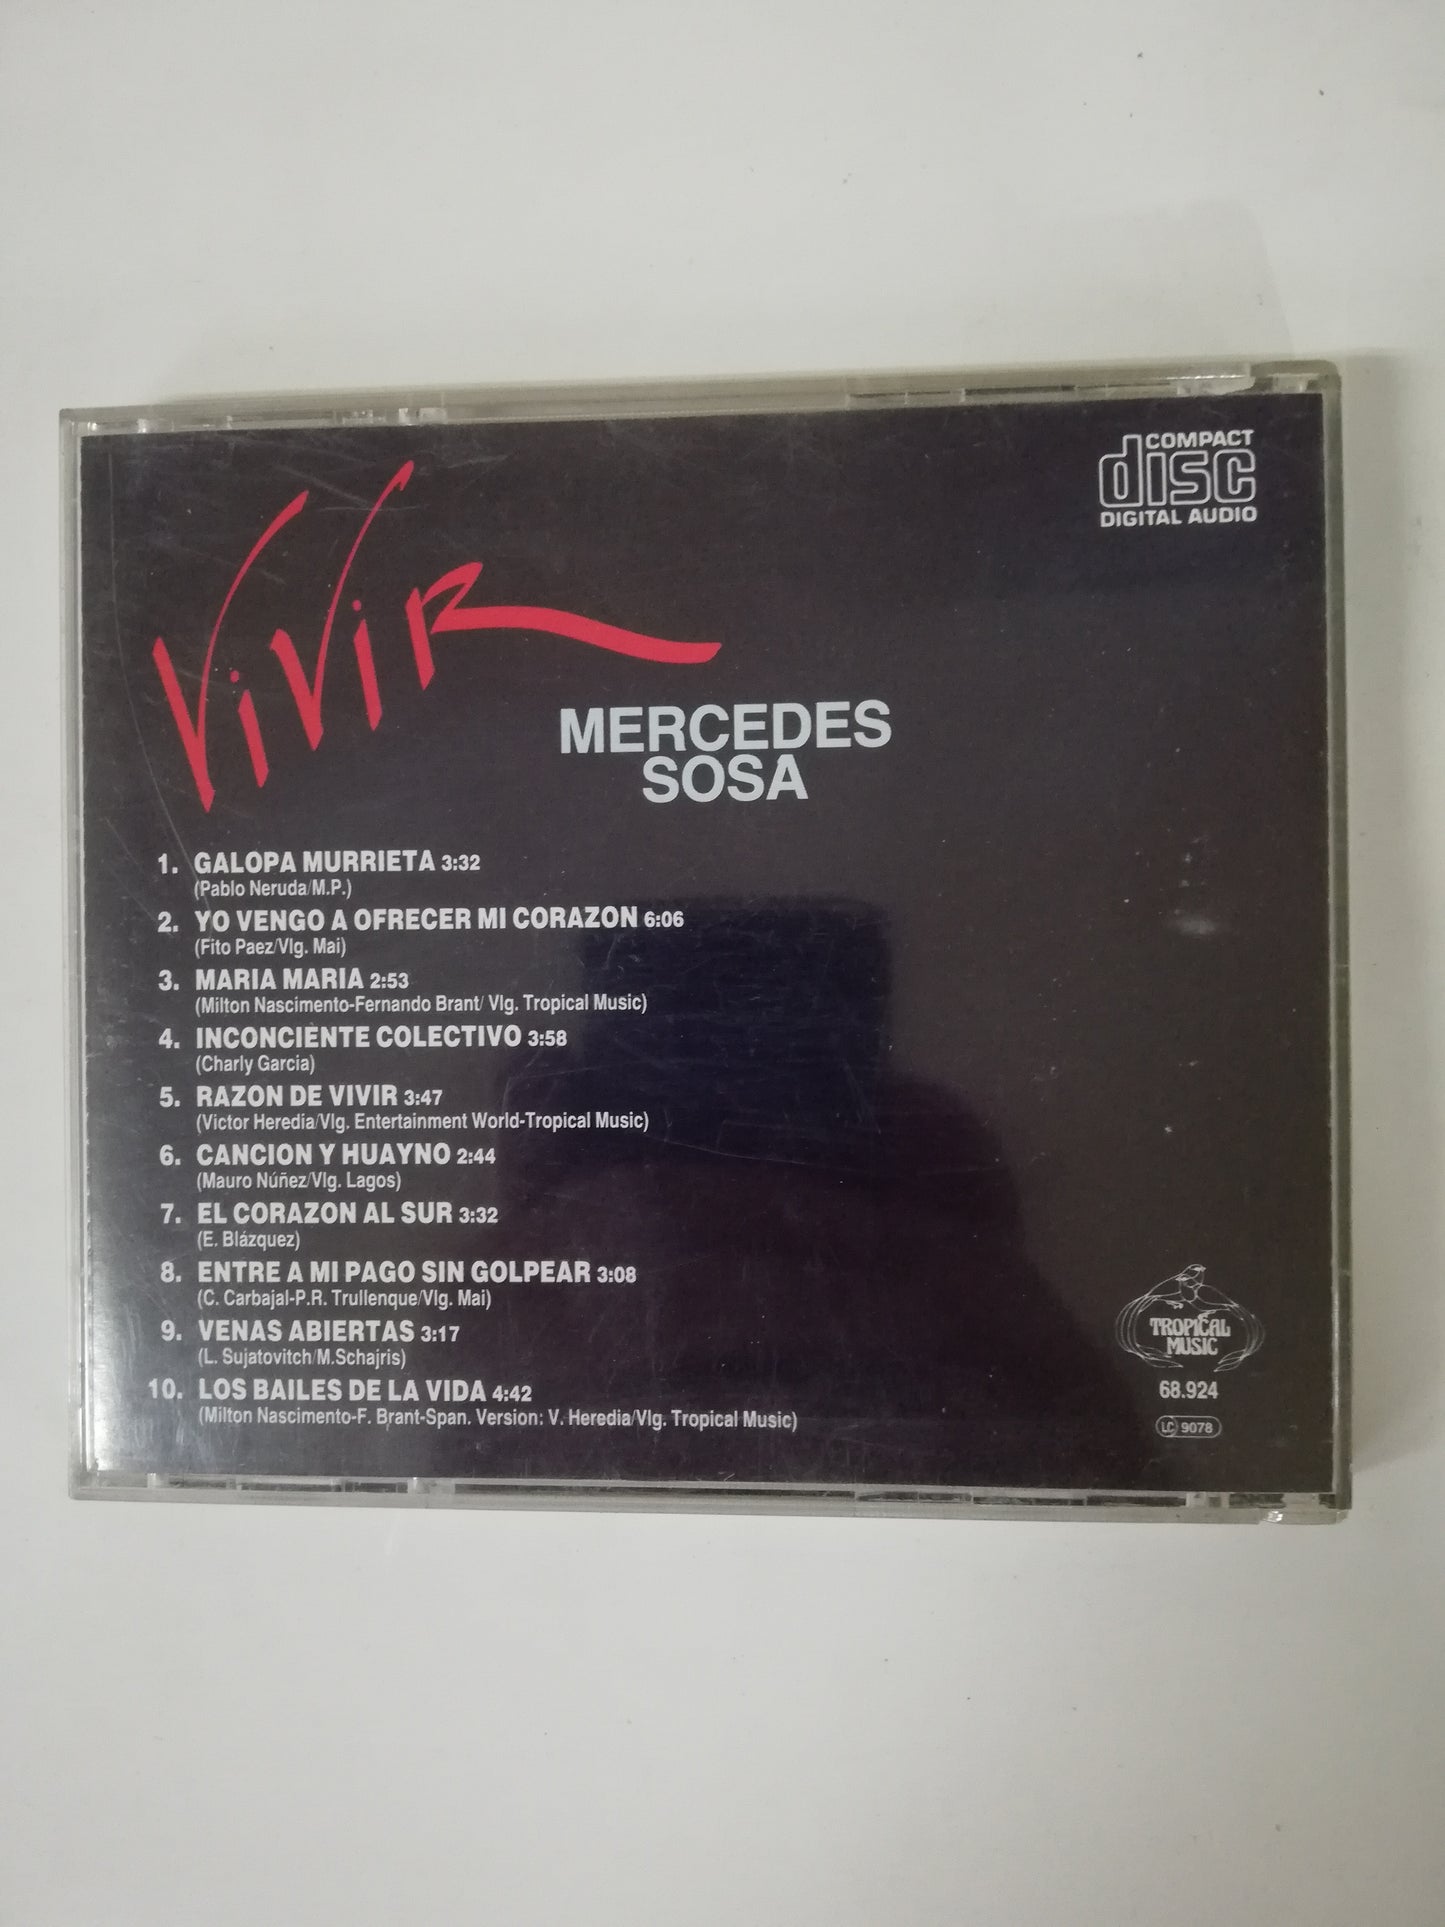 COMPACT
disc
DIGITAL AUDIO
ViViR
MERCEDES
SOSA
1. GALOPA MURRIETA 3:32
(Pablo Neruda/M.P.)
2. YO VENGO A OFRECER MI CORAZON 6:06
(Fito Paez/Vlg. Mai)
3. MARIA MARIA 2:53
(Milton Nascimento-Fernando Brant/ Vlg. Tropical Music)
4. INCONCIENTE COLECTIVO 3:58
(Charly Garcia)
5. RAZON DE VIVIR 3:47
(Victor Heredia/Vlg. Entertainment World-Tropical Music)
6. CANCION Y HUAYNO 2:44
(Mauro Núñez/Vlg. Lagos)
7. EL CORAZON AL SUR 3:32
(E. Blázquez)
8. ENTRE A MI PAGO SIN GOLPEAR 3:08
(C. Carbajal-P.R. Trullenque/Vlg. Mai)
9. VENAS ABIERTAS 3:17
(L. Sujatovitch/M.Schajris)
10. LOS BAILES DE LA VIDA 4:42
(Milton Nascimento-F. Brant-Span. Version: V. Heredia/Vlg. Tropical Music)
TROPICAL
MUSIC
68.924
LC 9078